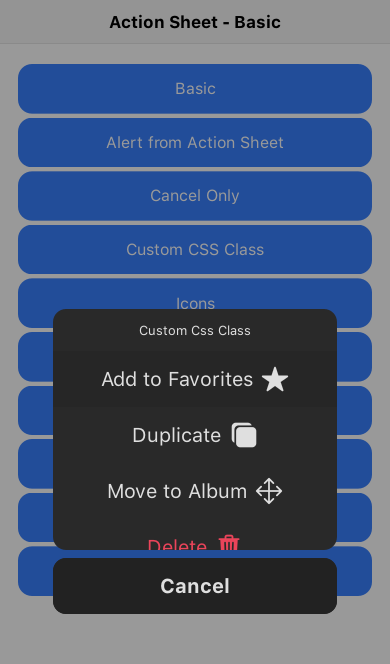 Action Sheet - Basic
Basic
Alert from Action Sheet
Cancel Only
Custom CSS Class
Icons
Custom Css Class
Add to Favorites
Duplicate
Move to Album
Delete
Cancel